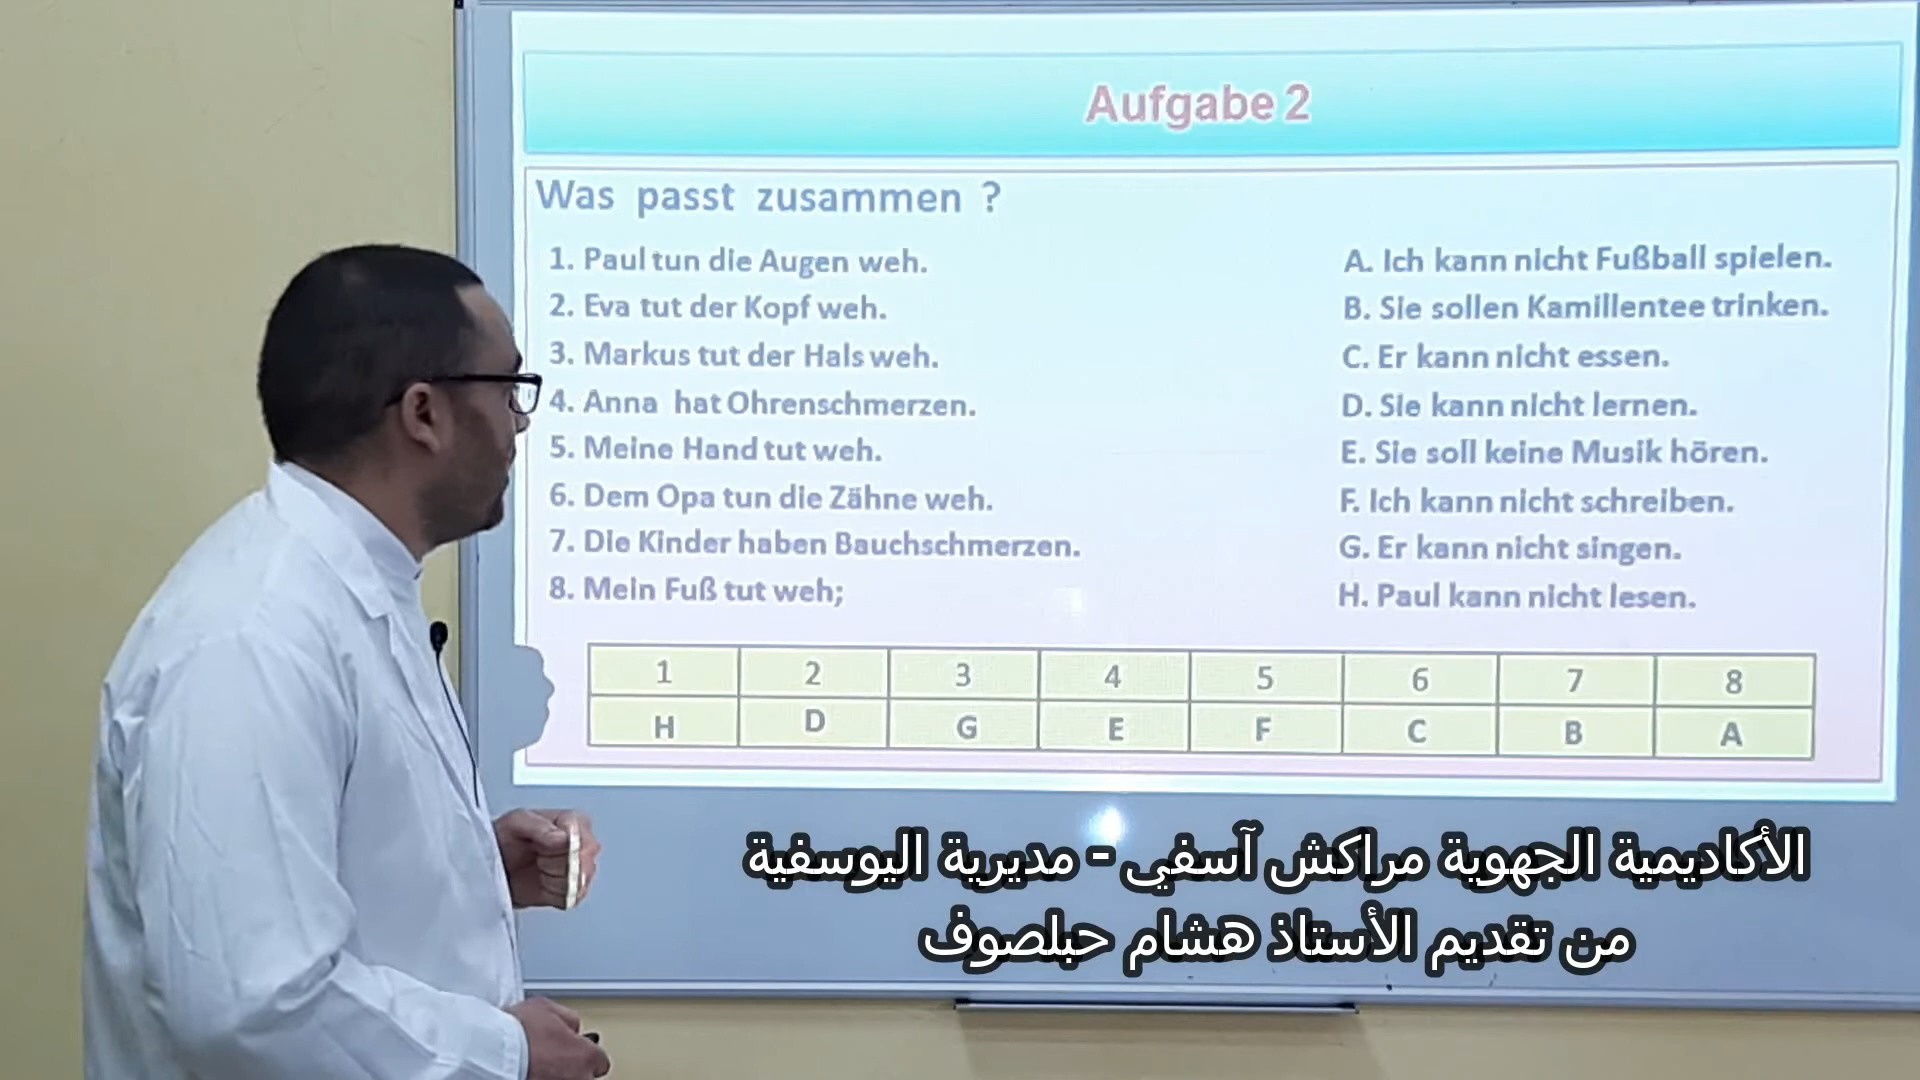 Aufgabe 2
Was passt zusammen ?
1. Paul tun die Augen weh.
2. Eva tut der Kopf weh.
3. Markus tut der Hals weh.
4. Anna hat Ohrenschmerzen.
5. Meine Hand tut weh.
6. Dem Opa tun die Zähne weh.
7. Die Kinder haben Bauchschmerzen.
8. Mein Fuß tut weh;
A. Ich kann nicht Fußball spielen.
B. Sie sollen Kamillentee trinken.
C. Er kann nicht essen.
D. Sie kann nicht lernen.
E. Sie soll keine Musik hören.
F. Ich kann nicht schreiben.
G. Er kann nicht singen.
H. Paul kann nicht lesen.
1 2 3 4 5 6 7 8
H D G E F C B A
الأكاديمية الجهوية مراكش آسفي - مديرية اليوسفية
من تقديم الأستاذ هشام حبلصوف